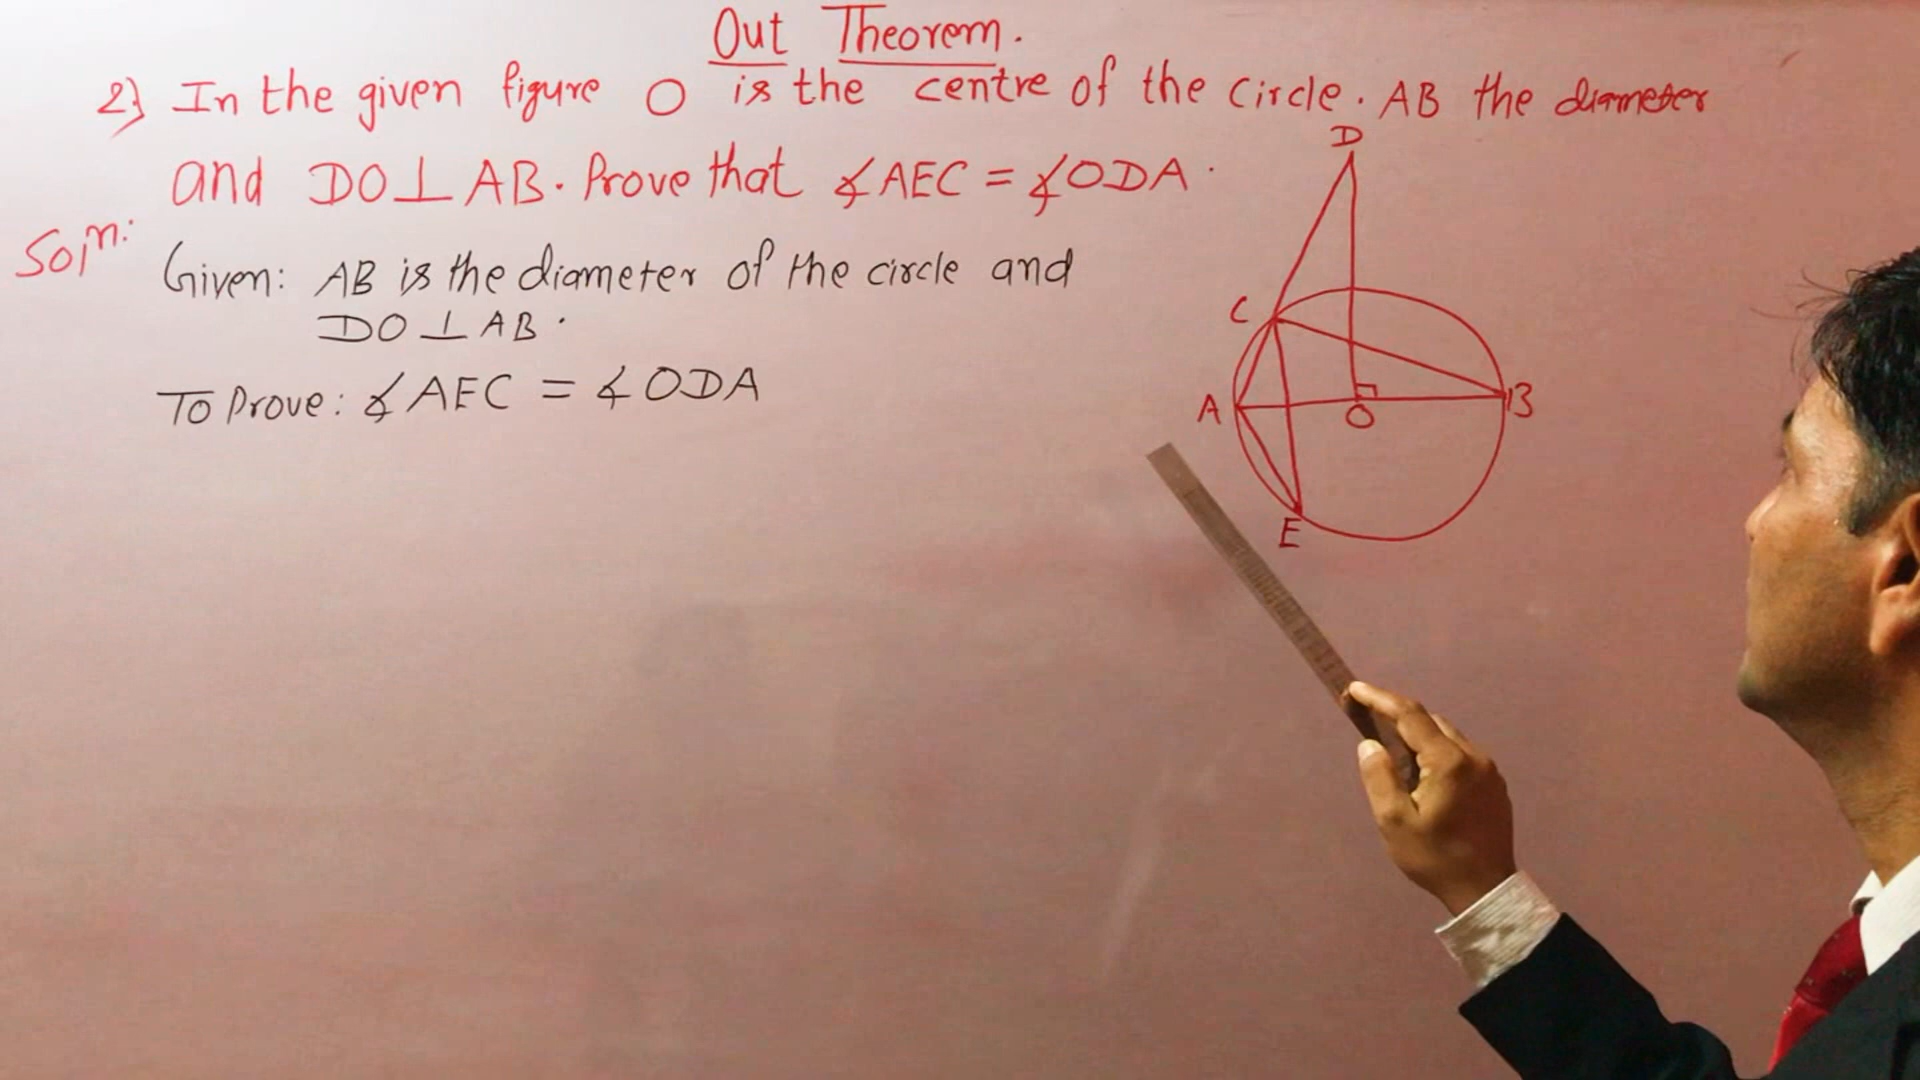 Out Theorem.
2) In the given figure O is the centre of the circle. AB the diameter
and DO⊥AB. Prove that ∡AEC = ∡ODA.
Solⁿ:
Given: AB is the diameter of the circle and
DO⊥AB.
To Prove: ∡AEC = ∡ODA
D
C
A
O
B
E